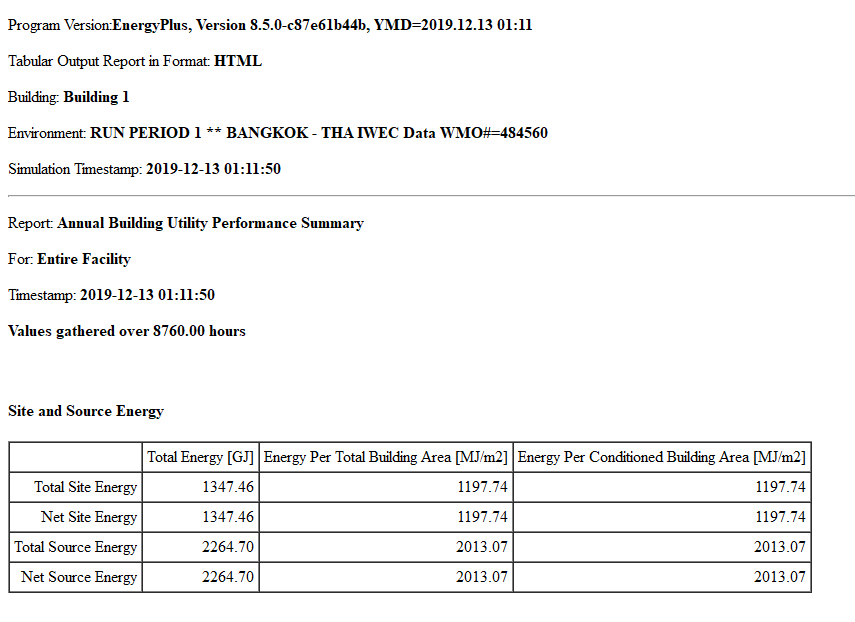 Program Version:EnergyPlus, Version 8.5.0-c87e61b44b, YMD=2019.12.13 01:11
Tabular Output Report in Format: HTML
Building: Building 1
Environment: RUN PERIOD 1 ** BANGKOK - THA IWEC Data WMO#=484560
Simulation Timestamp: 2019-12-13 01:11:50
Report: Annual Building Utility Performance Summary
For: Entire Facility
Timestamp: 2019-12-13 01:11:50
Values gathered over 8760.00 hours
Site and Source Energy
Total Energy [GJ] Energy Per Total Building Area [MJ/m2] Energy Per Conditioned Building Area [MJ/m2]
Total Site Energy 1347.46 1197.74 1197.74
Net Site Energy 1347.46 1197.74 1197.74
Total Source Energy 2264.70 2013.07 2013.07
Net Source Energy 2264.70 2013.07 2013.07